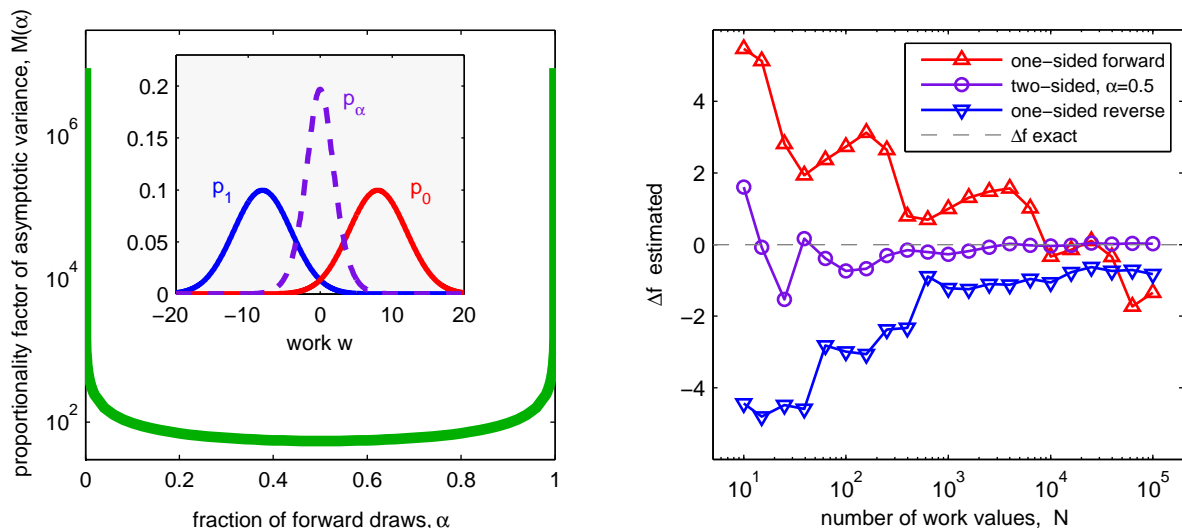 proportionality factor of asymptotic variance, M(α)
10^6
10^4
10^2
0
0.2
0.4
0.6
0.8
1
fraction of forward draws, α
0.2
0.15
0.1
0.05
0
−20
−10
0
10
20
work w
p_1
p_α
p_0
Δf estimated
4
2
0
−2
−4
10^1
10^2
10^3
10^4
10^5
number of work values, N
one−sided forward
two−sided, α=0.5
one−sided reverse
Δf exact